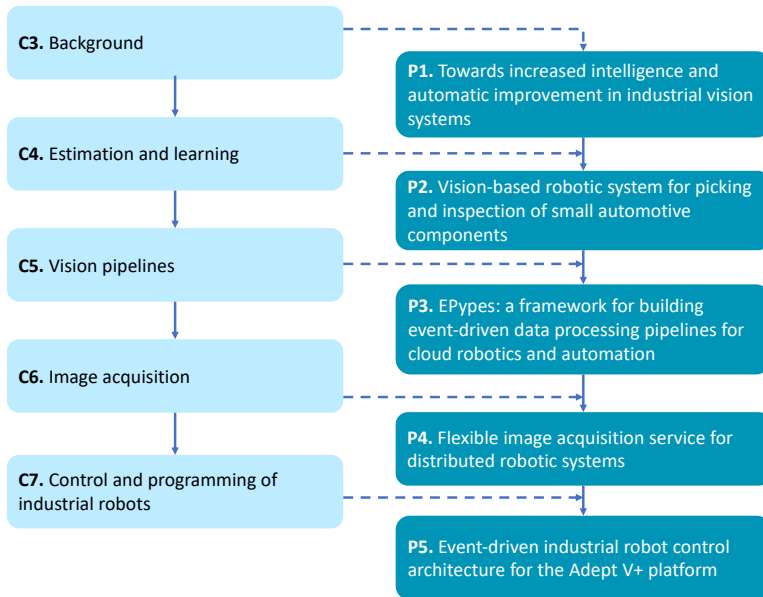 C3. Background
C4. Estimation and learning
C5. Vision pipelines
C6. Image acquisition
C7. Control and programming of
industrial robots
P1. Towards increased intelligence and
automatic improvement in industrial vision
systems
P2. Vision-based robotic system for picking
and inspection of small automotive
components
P3. EPypes: a framework for building
event-driven data processing pipelines for
cloud robotics and automation
P4. Flexible image acquisition service for
distributed robotic systems
P5. Event-driven industrial robot control
architecture for the Adept V+ platform